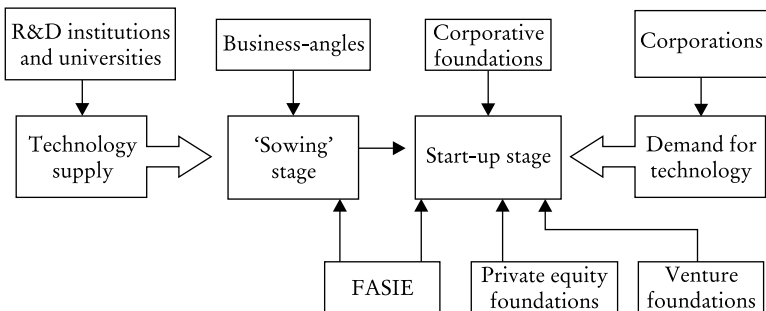 R&D institutions
and universities
Business-angles
Corporative
foundations
Corporations
Technology
supply
‘Sowing’
stage
Start-up stage
Demand for
technology
FASIE
Private equity
foundations
Venture
foundations